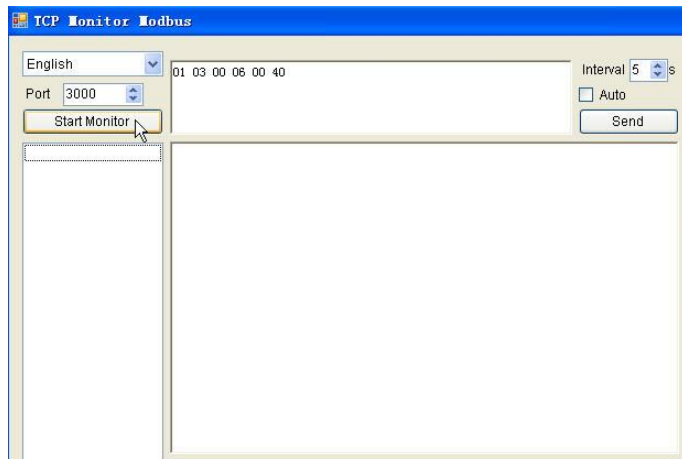 TCP Monitor Modbus
English
01 03 00 06 00 40
Interval 5 s
Port 3000
Auto
Start Monitor
Send